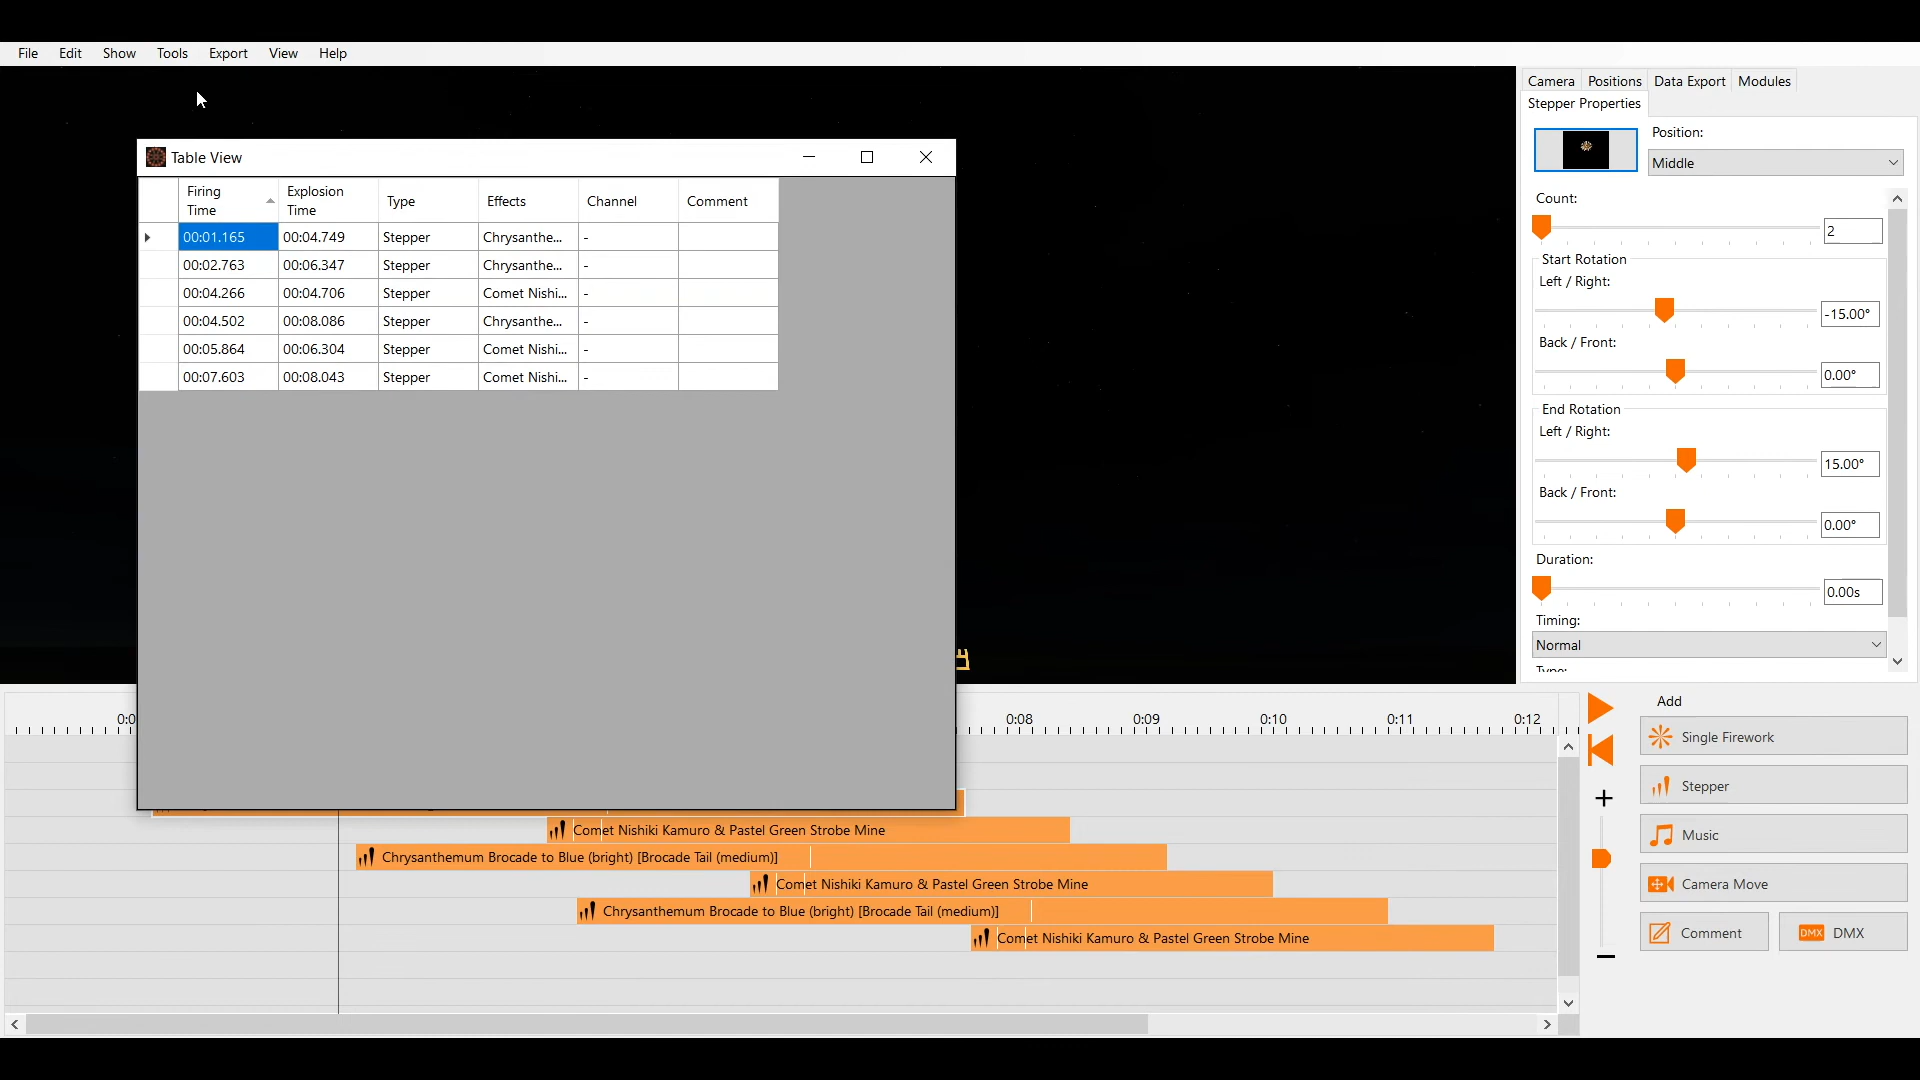 File Edit Show Tools Export View Help
Camera Positions Data Export Modules
Stepper Properties
Position:
Middle
Count:
2
Start Rotation
Left / Right:
-15.00°
Back / Front:
0.00°
End Rotation
Left / Right:
15.00°
Back / Front:
0.00°
Duration:
0.00s
Timing:
Normal
Type:
Table View
Firing Time Explosion Time Type Effects Channel Comment
00:01.165 00:04.749 Stepper Chrysanthe... -
00:02.763 00:06.347 Stepper Chrysanthe... -
00:04.266 00:04.706 Stepper Comet Nishi... -
00:04.502 00:08.086 Stepper Chrysanthe... -
00:05.864 00:06.304 Stepper Comet Nishi... -
00:07.603 00:08.043 Stepper Comet Nishi... -
0:08 0:09 0:10 0:11 0:12
Comet Nishiki Kamuro & Pastel Green Strobe Mine
Chrysanthemum Brocade to Blue (bright) [Brocade Tail (medium)]
Comet Nishiki Kamuro & Pastel Green Strobe Mine
Chrysanthemum Brocade to Blue (bright) [Brocade Tail (medium)]
Comet Nishiki Kamuro & Pastel Green Strobe Mine
Add
Single Firework
Stepper
Music
Camera Move
Comment
DMX DMX